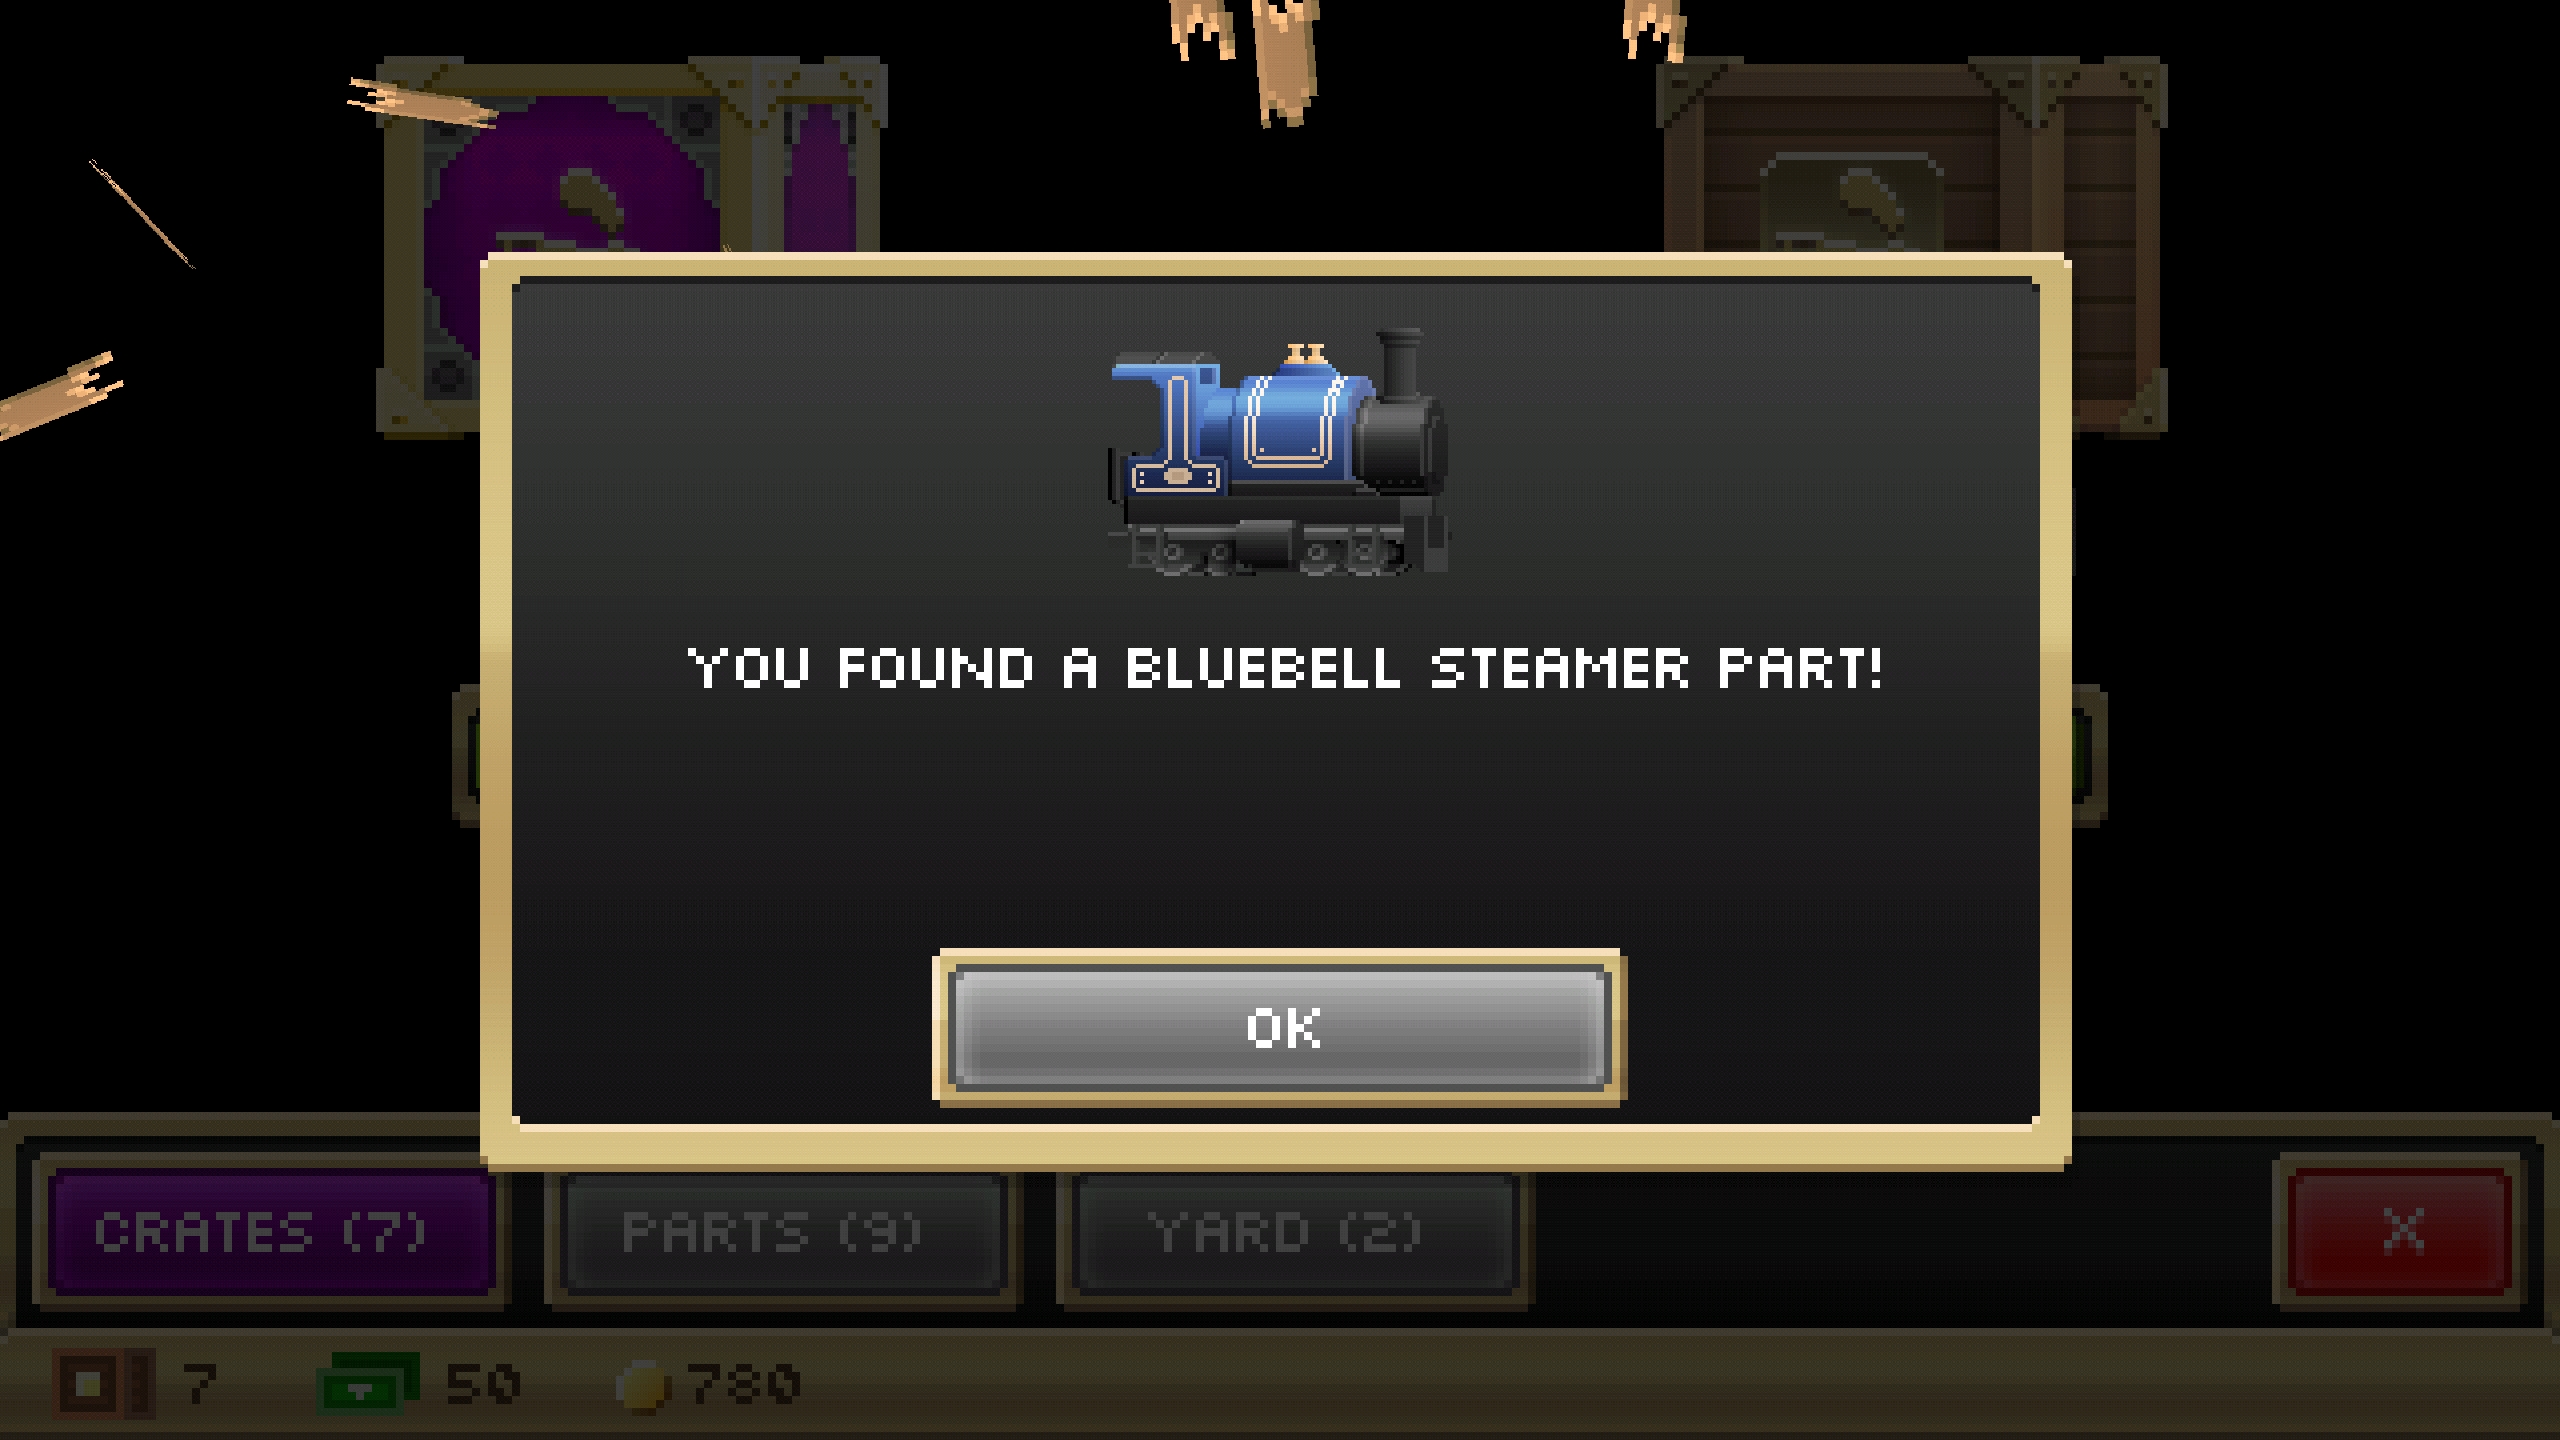 YOU FOUND A BLUEBELL STEAMER PART!
OK
CRATES (7) PARTS (9) YARD (2) X
7 50 780